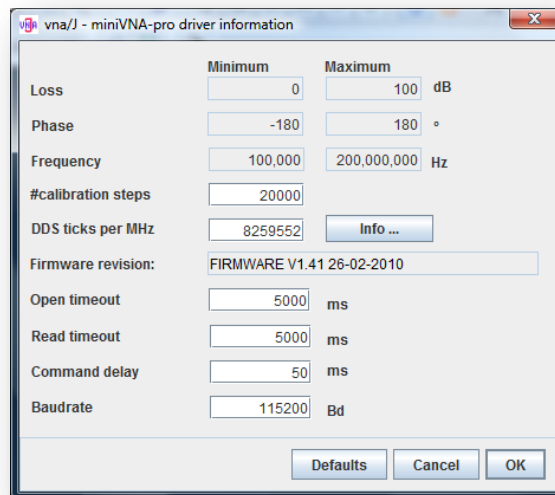 vna/J - miniVNA-pro driver information
Minimum Maximum
Loss 0 100 dB
Phase -180 180 °
Frequency 100,000 200,000,000 Hz
#calibration steps 20000
DDS ticks per MHz 8259552 Info ...
Firmware revision: FIRMWARE V1.41 26-02-2010
Open timeout 5000 ms
Read timeout 5000 ms
Command delay 50 ms
Baudrate 115200 Bd
Defaults Cancel OK